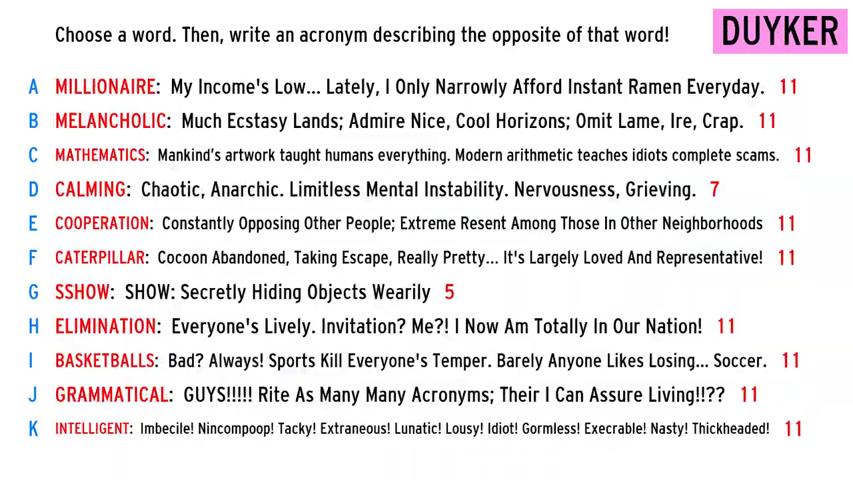 Choose a word. Then, write an acronym describing the opposite of that word!
DUYKER
A MILLIONAIRE: My Income's Low... Lately, I Only Narrowly Afford Instant Ramen Everyday. 11
B MELANCHOLIC: Much Ecstasy Lands; Admire Nice, Cool Horizons; Omit Lame, Ire, Crap. 11
C MATHEMATICS: Mankind's artwork taught humans everything. Modern arithmetic teaches idiots complete scams. 11
D CALMING: Chaotic, Anarchic. Limitless Mental Instability. Nervousness, Grieving. 7
E COOPERATION: Constantly Opposing Other People; Extreme Resent Among Those In Other Neighborhoods 11
F CATERPILLAR: Cocoon Abandoned, Taking Escape, Really Pretty... It's Largely Loved And Representative! 11
G SSHOW: SHOW: Secretly Hiding Objects Wearily 5
H ELIMINATION: Everyone's Lively. Invitation? Me?! I Now Am Totally In Our Nation! 11
I BASKETBALLS: Bad? Always! Sports Kill Everyone's Temper. Barely Anyone Likes Losing... Soccer. 11
J GRAMMATICAL: GUYS!!!!! Rite As Many Many Acronyms; Their I Can Assure Living!!?? 11
K INTELLIGENT: Imbecile! Nincompoop! Tacky! Extraneous! Lunatic! Lousy! Idiot! Gormless! Execrable! Nasty! Thickheaded! 11